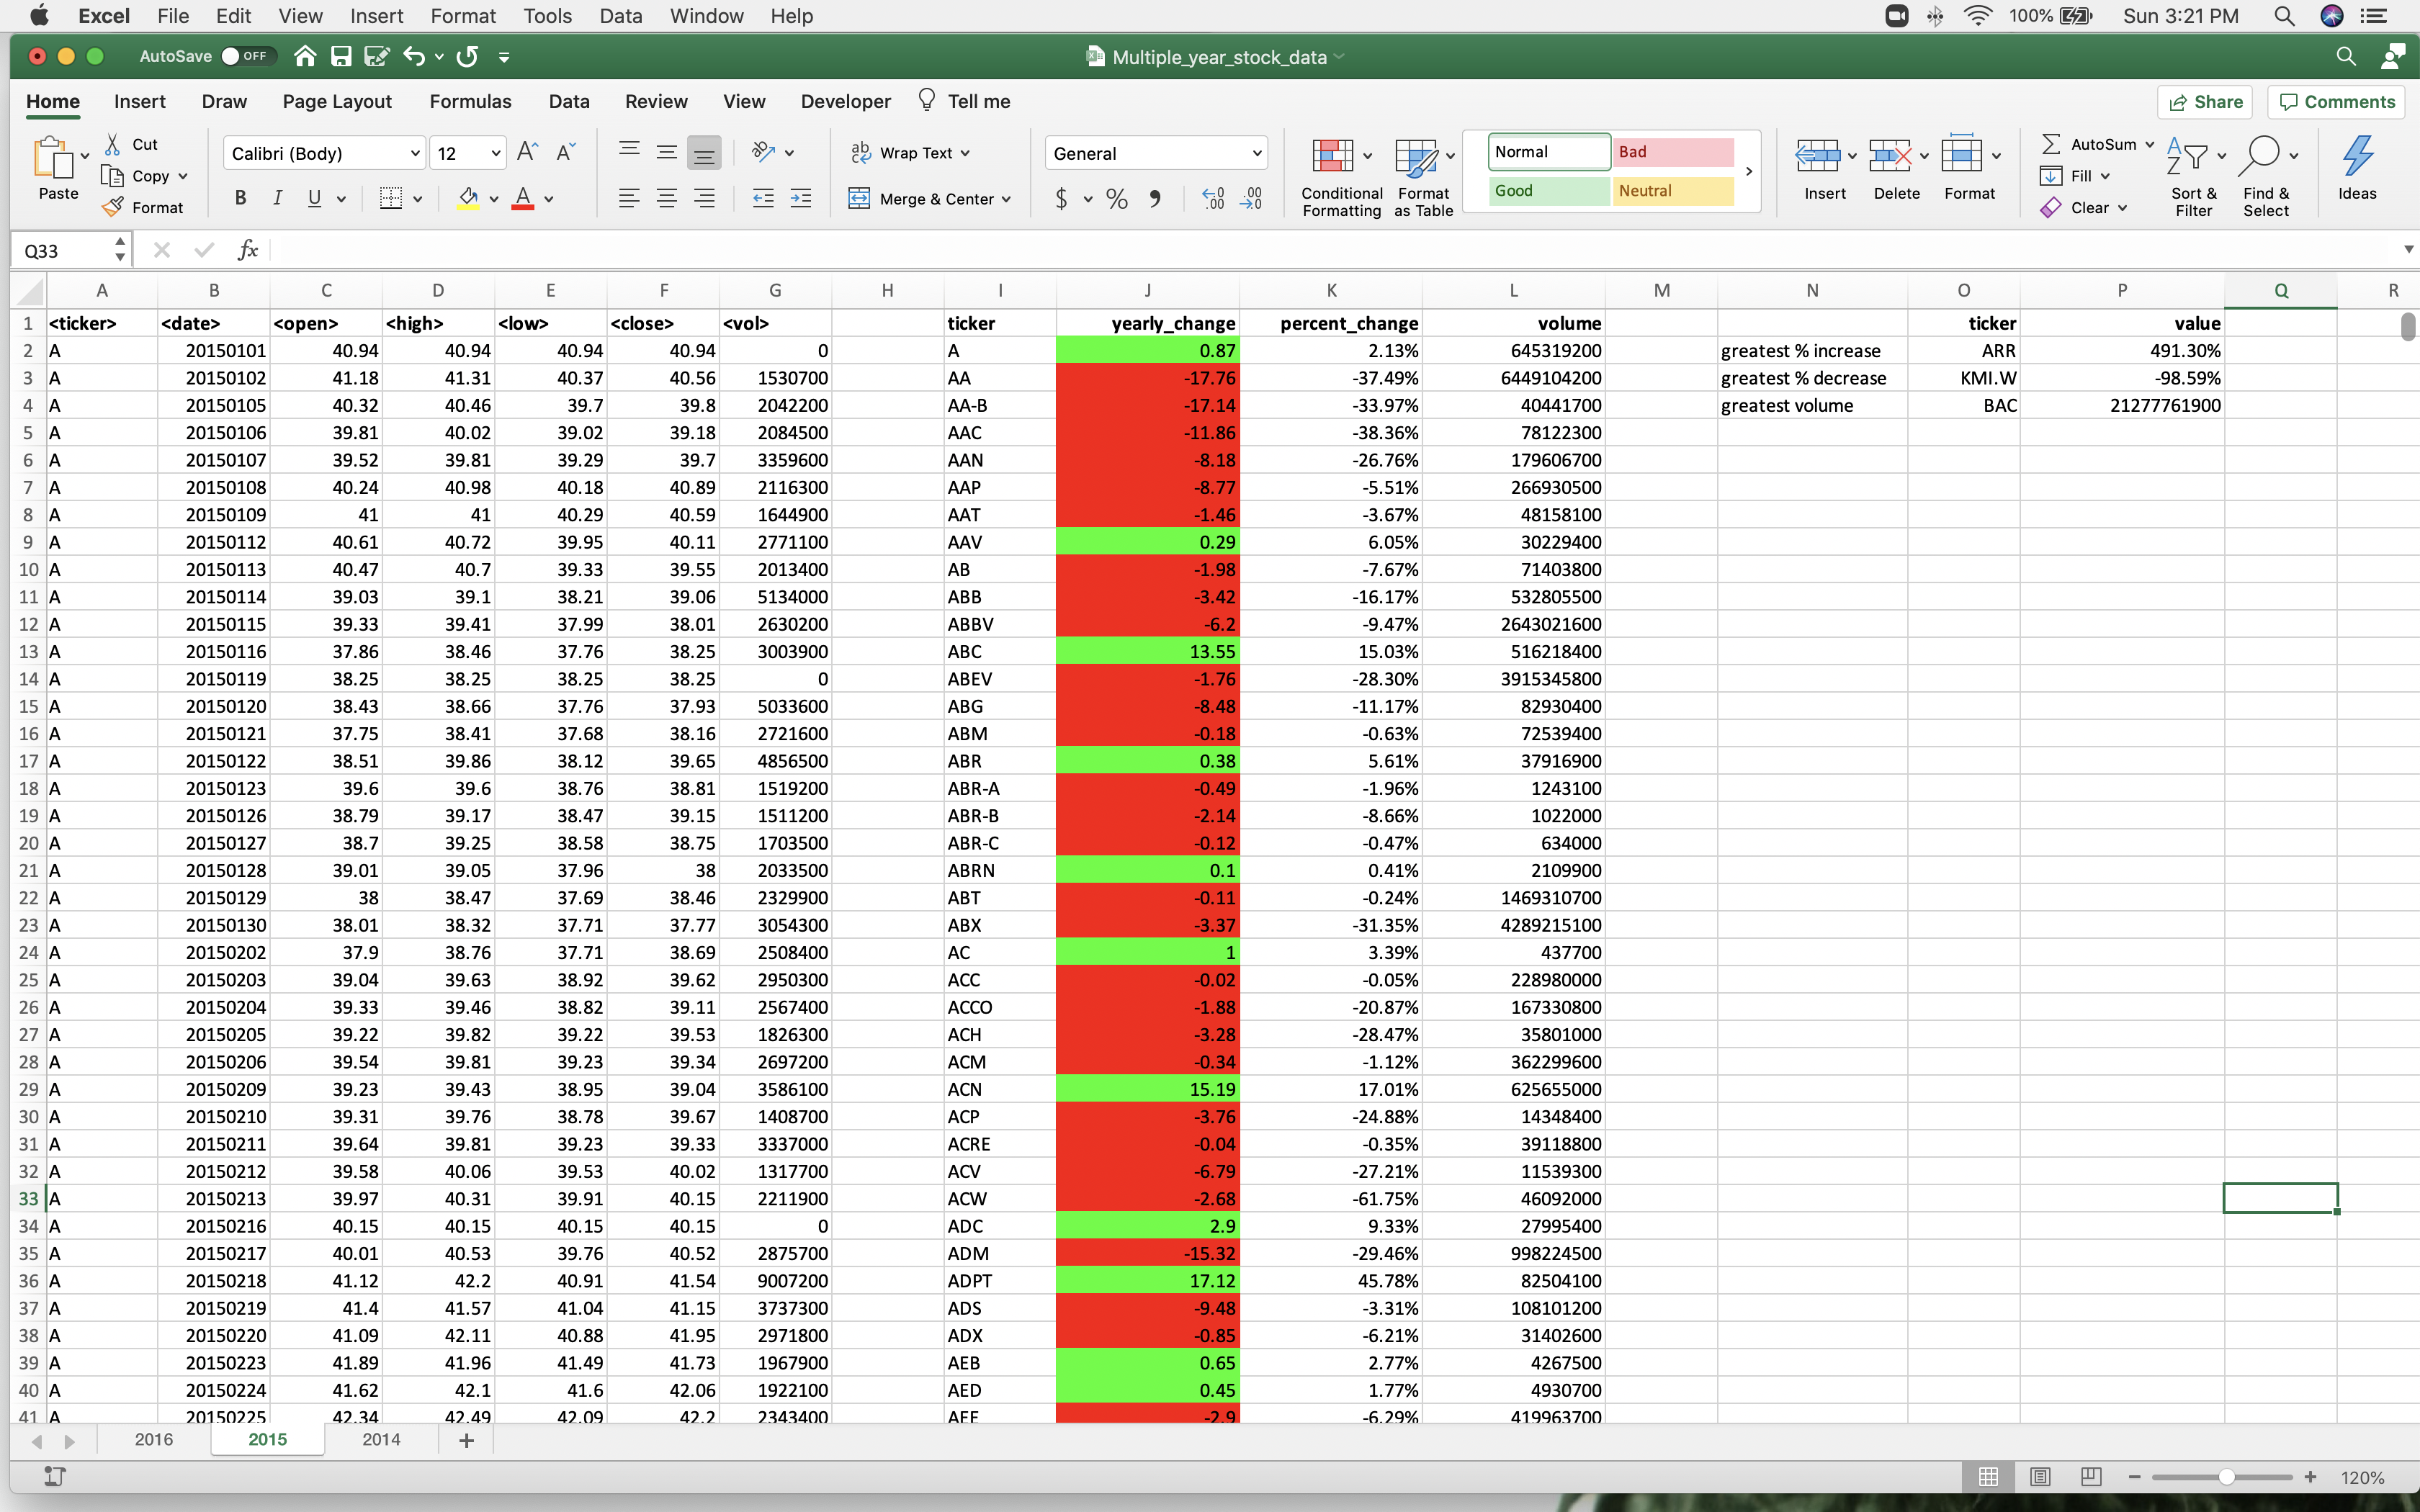 Excel File Edit View Insert Format Tools Data Window Help 100% Sun 3:21 PM
AutoSave OFF Multiple_year_stock_data
Home Insert Draw Page Layout Formulas Data Review View Developer Tell me Share Comments
Paste Cut Copy Format Calibri (Body) 12 Wrap Text General Normal Bad AutoSum
B I U A Merge & Center $ % Good Neutral Fill Clear
Conditional Formatting Format as Table Insert Delete Format Sort & Filter Find & Select Ideas
Q33 fx
A B C D E F G H I J K L M N O P Q R
1 <ticker> <date> <open> <high> <low> <close> <vol> ticker yearly_change percent_change volume ticker value
2 A 20150101 40.94 40.94 40.94 40.94 0 A 0.87 2.13% 645319200 greatest % increase ARR 491.30%
3 A 20150102 41.18 41.31 40.37 40.56 1530700 AA -17.76 -37.49% 6449104200 greatest % decrease KMI.W -98.59%
4 A 20150105 40.32 40.46 39.7 39.8 2042200 AA-B -17.14 -33.97% 40441700 greatest volume BAC 21277761900
5 A 20150106 39.81 40.02 39.02 39.18 2084500 AAC -11.86 -38.36% 78122300
6 A 20150107 39.52 39.81 39.29 39.7 3359600 AAN -8.18 -26.76% 179606700
7 A 20150108 40.24 40.98 40.18 40.89 2116300 AAP -8.77 -5.51% 266930500
8 A 20150109 41 41 40.29 40.59 1644900 AAT -1.46 -3.67% 48158100
9 A 20150112 40.61 40.72 39.95 40.11 2771100 AAV 0.29 6.05% 30229400
10 A 20150113 40.47 40.7 39.33 39.55 2013400 AB -1.98 -7.67% 71403800
11 A 20150114 39.03 39.1 38.21 39.06 5134000 ABB -3.42 -16.17% 532805500
12 A 20150115 39.33 39.41 37.99 38.01 2630200 ABBV -6.2 -9.47% 2643021600
13 A 20150116 37.86 38.46 37.76 38.25 3003900 ABC 13.55 15.03% 516218400
14 A 20150119 38.25 38.25 38.25 38.25 0 ABEV -1.76 -28.30% 3915345800
15 A 20150120 38.43 38.66 37.76 37.93 5033600 ABG -8.48 -11.17% 82930400
16 A 20150121 37.75 38.41 37.68 38.16 2721600 ABM -0.18 -0.63% 72539400
17 A 20150122 38.51 39.86 38.12 39.65 4856500 ABR 0.38 5.61% 37916900
18 A 20150123 39.6 39.6 38.76 38.81 1519200 ABR-A -0.49 -1.96% 1243100
19 A 20150126 38.79 39.17 38.47 39.15 1511200 ABR-B -2.14 -8.66% 1022000
20 A 20150127 38.7 39.25 38.58 38.75 1703500 ABR-C -0.12 -0.47% 634000
21 A 20150128 39.01 39.05 37.96 38 2033500 ABRN 0.1 0.41% 2109900
22 A 20150129 38 38.47 37.69 38.46 2329900 ABT -0.11 -0.24% 1469310700
23 A 20150130 38.01 38.32 37.71 37.77 3054300 ABX -3.37 -31.35% 4289215100
24 A 20150202 37.9 38.76 37.71 38.69 2508400 AC 1 3.39% 437700
25 A 20150203 39.04 39.63 38.92 39.62 2950300 ACC -0.02 -0.05% 228980000
26 A 20150204 39.33 39.46 38.82 39.11 2567400 ACCO -1.88 -20.87% 167330800
27 A 20150205 39.22 39.82 39.22 39.53 1826300 ACH -3.28 -28.47% 35801000
28 A 20150206 39.54 39.81 39.23 39.34 2697200 ACM -0.34 -1.12% 362299600
29 A 20150209 39.23 39.43 38.95 39.04 3586100 ACN 15.19 17.01% 625655000
30 A 20150210 39.31 39.76 38.78 39.67 1408700 ACP -3.76 -24.88% 14348400
31 A 20150211 39.64 39.81 39.23 39.33 3337000 ACRE -0.04 -0.35% 39118800
32 A 20150212 39.58 40.06 39.53 40.02 1317700 ACV -6.79 -27.21% 11539300
33 A 20150213 39.97 40.31 39.91 40.15 2211900 ACW -2.68 -61.75% 46092000
34 A 20150216 40.15 40.15 40.15 40.15 0 ADC 2.9 9.33% 27995400
35 A 20150217 40.01 40.53 39.76 40.52 2875700 ADM -15.32 -29.46% 998224500
36 A 20150218 41.12 42.2 40.91 41.54 9007200 ADPT 17.12 45.78% 82504100
37 A 20150219 41.4 41.57 41.04 41.15 3737300 ADS -9.48 -3.31% 108101200
38 A 20150220 41.09 42.11 40.88 41.95 2971800 ADX -0.85 -6.21% 31402600
39 A 20150223 41.89 41.96 41.49 41.73 1967900 AEB 0.65 2.77% 4267500
40 A 20150224 41.62 42.1 41.6 42.06 1922100 AED 0.45 1.77% 4930700
41 A 20150225 42.34 42.49 42.09 42.2 2343400 AEE -2.9 -6.29% 419963700
2016 2015 2014 +
120%